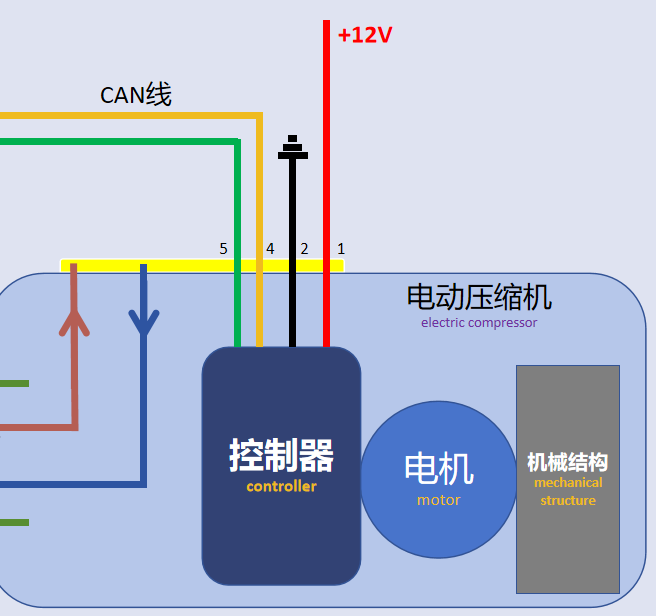 +12V
CAN线
5
4
2
1
电动压缩机
electric compressor
控制器
controller
电机
motor
机械结构
mechanical
structure